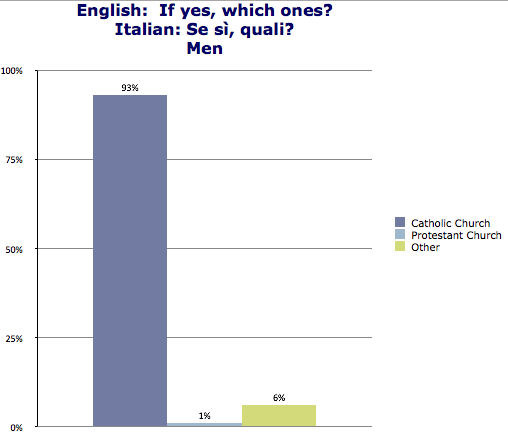 English:  If yes, which ones?
Italian: Se sì, quali?
Men
100%
93%
75%
50%
Catholic Church
Protestant Church
Other
25%
6%
1%
0%